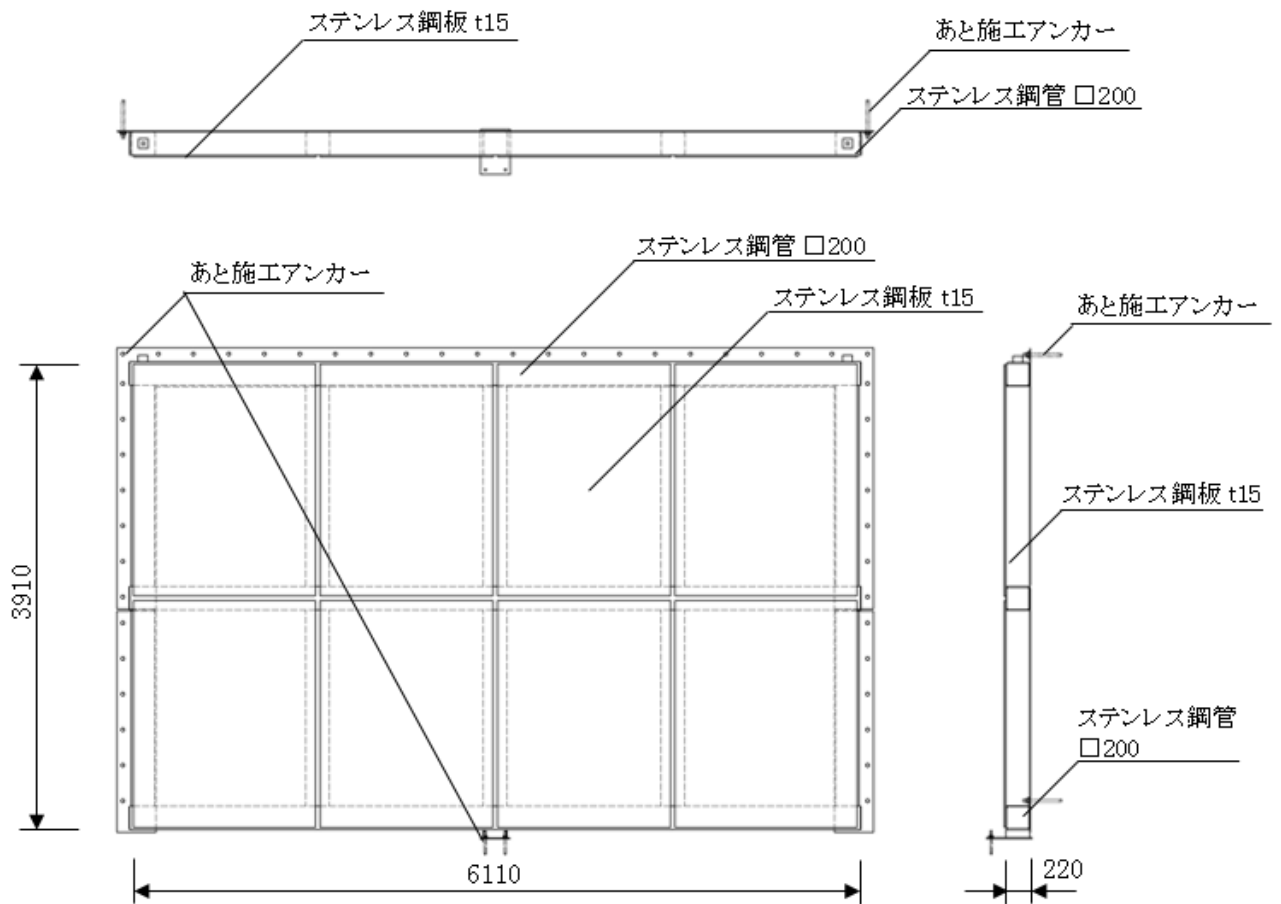 ステンレス鋼板 t15
あと施工アンカー
ステンレス鋼管 □200
ステンレス鋼管 □200
あと施工アンカー
ステンレス鋼板 t15
あと施工アンカー
ステンレス鋼板 t15
3910
ステンレス鋼管
□200
6110
220